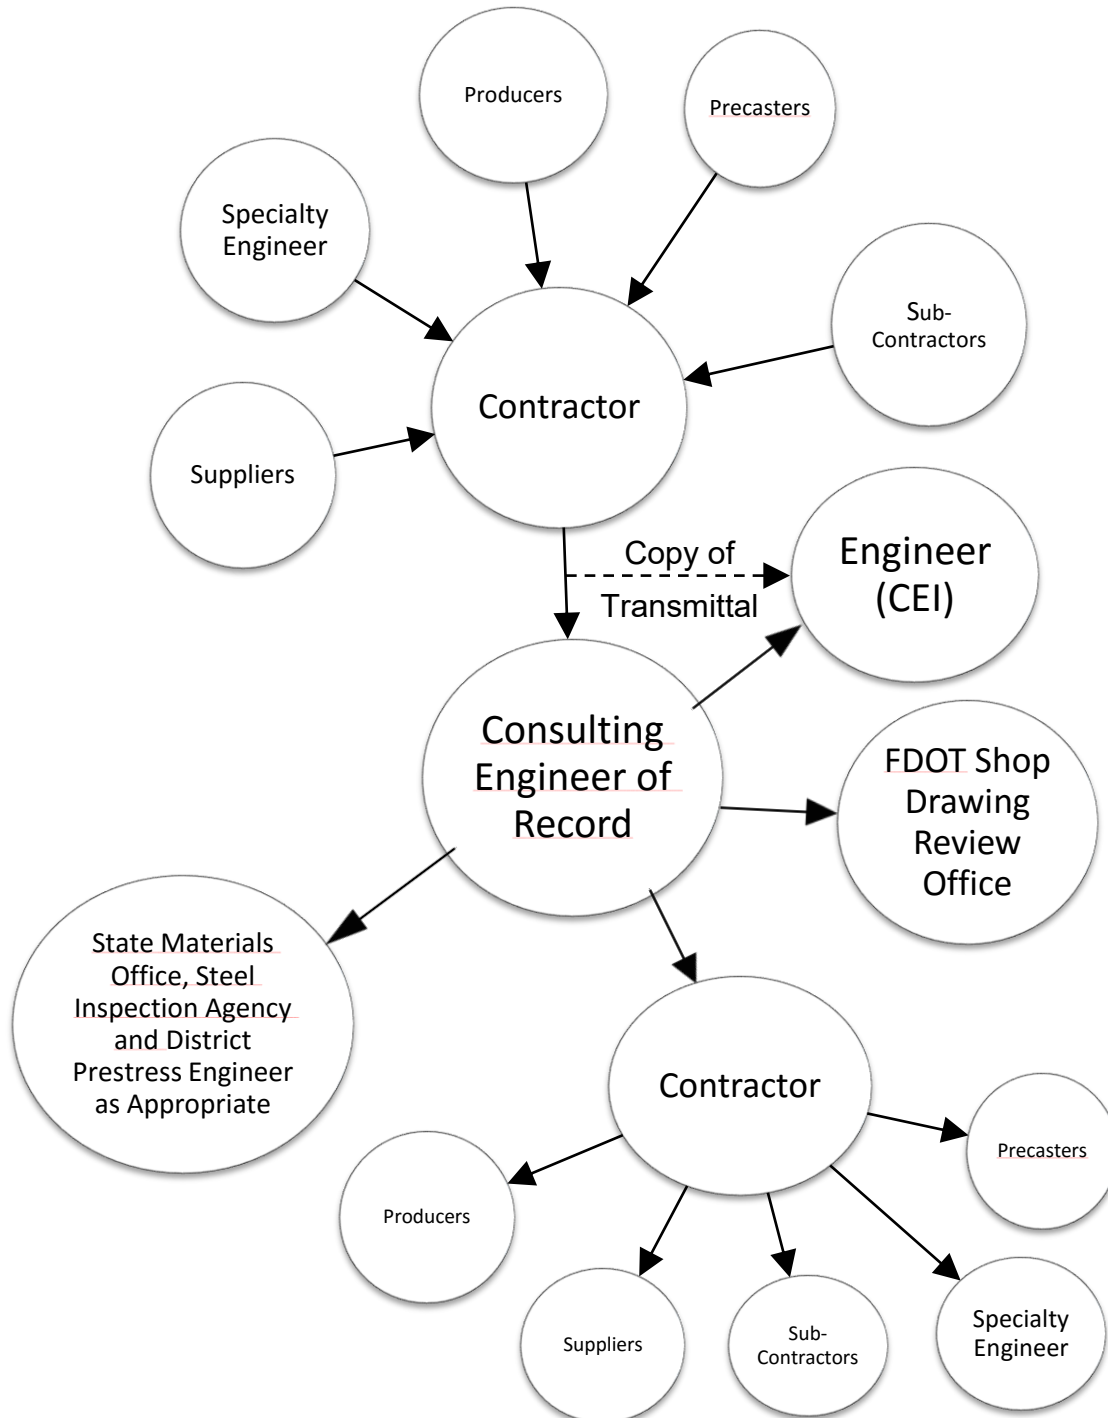 Producers
Precasters
Specialty
Engineer
Sub-
Contractors
Contractor
Suppliers
Copy of
Transmittal
Engineer
(CEI)
Consulting
Engineer of
Record
FDOT Shop
Drawing
Review
Office
State Materials
Office, Steel
Inspection Agency
and District
Prestress Engineer
as Appropriate
Contractor
Precasters
Producers
Suppliers
Sub-
Contractors
Specialty
Engineer